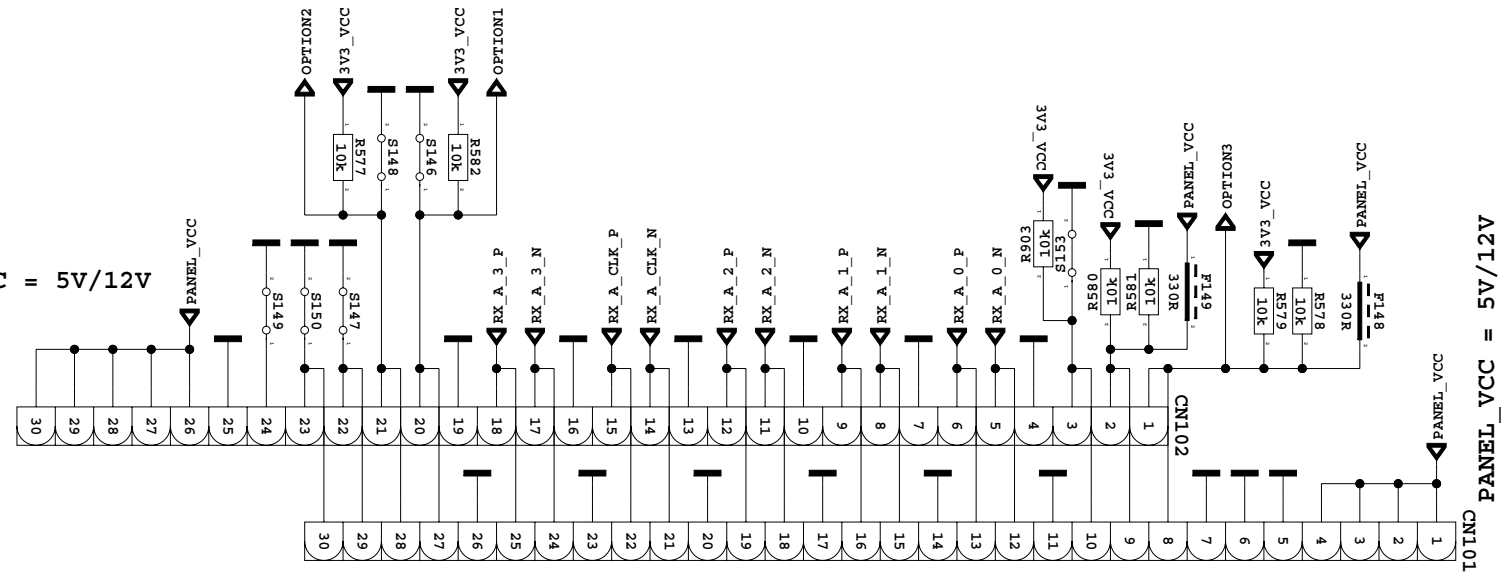 OPTION2
3V3_VCC
3V3_VCC
OPTION1
R577
10k
S148
S146
R582
10k
C = 5V/12V
PANEL_VCC
S149
S150
S147
RX_A_3_P
RX_A_3_N
RX_A_CLK_P
RX_A_CLK_N
RX_A_2_P
RX_A_2_N
RX_A_1_P
RX_A_1_N
RX_A_0_P
RX_A_0_N
3V3_VCC
R903
10k
S153
3V3_VCC
R580
10k
R581
10k
PANEL_VCC
F149
330R
OPTION3
3V3_VCC
R579
10k
R578
10k
PANEL_VCC
F148
330R
PANEL_VCC
PANEL_VCC = 5V/12V
CN102
30 29 28 27 26 25 24 23 22 21 20 19 18 17 16 15 14 13 12 11 10 9 8 7 6 5 4 3 2 1
CN101
30 29 28 27 26 25 24 23 22 21 20 19 18 17 16 15 14 13 12 11 10 9 8 7 6 5 4 3 2 1